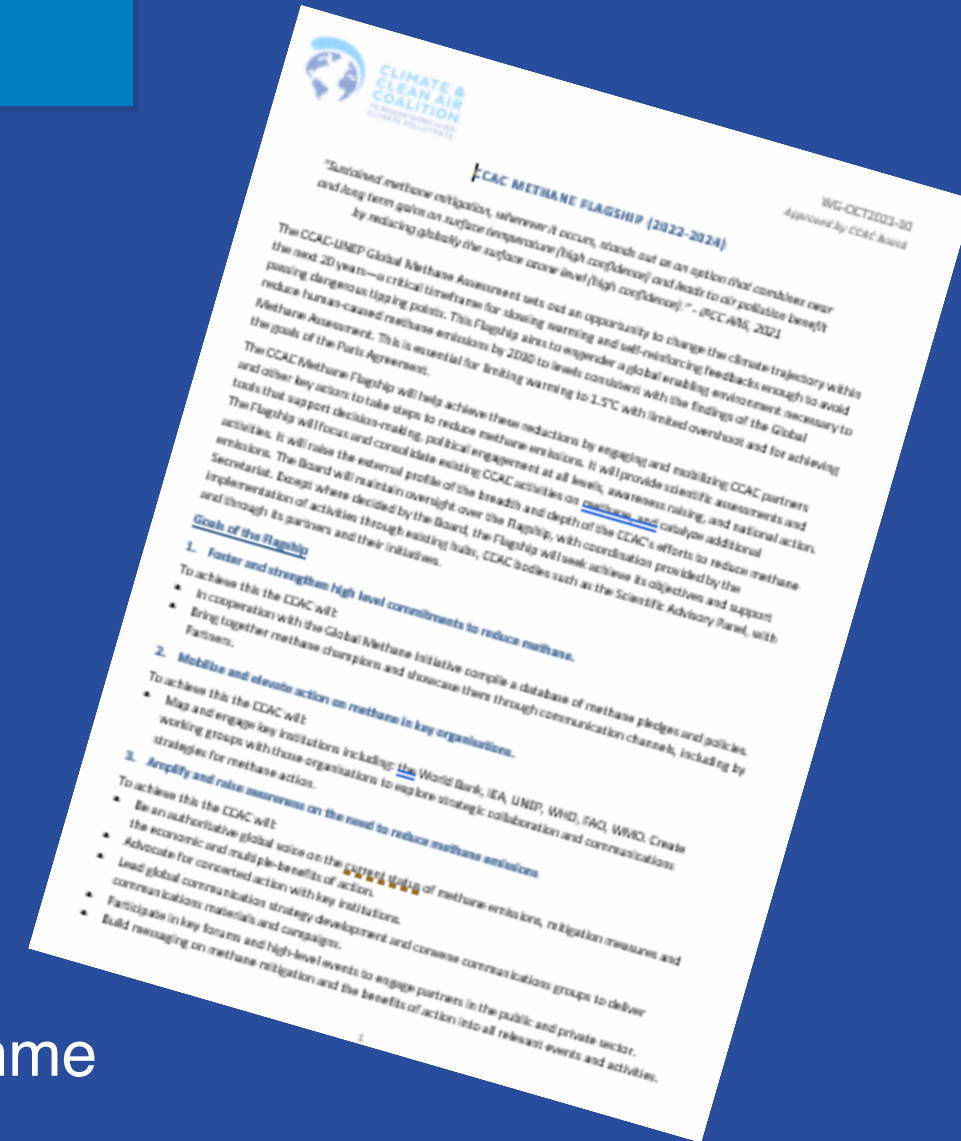 CLIMATE &
CLEAN AIR
COALITION
TO REDUCE SHORT-LIVED
CLIMATE POLLUTANTS
WG-OCT2021-10
Approved by CCAC Board
CCAC METHANE FLAGSHIP (2022-2024)
"Sustained methane mitigation, wherever it occurs, stands out as an option that combines near
and long term gains on surface temperature (high confidence) and leads to air pollution benefit
by reducing globally the surface ozone level (high confidence)." - IPCC AR6, 2021
The CCAC-UNEP Global Methane Assessment sets out an opportunity to change the climate trajectory within
the next 20 years—a critical timeframe for slowing warming and self-reinforcing feedbacks enough to avoid
passing dangerous tipping points. This Flagship aims to engender a global enabling environment necessary to
reduce human-caused methane emissions by 2030 to levels consistent with the findings of the Global
Methane Assessment. This is essential for limiting warming to 1.5°C with limited overshoot and for achieving
the goals of the Paris Agreement.
The CCAC Methane Flagship will help achieve these reductions by engaging and mobilizing CCAC partners
and other key actors to take steps to reduce methane emissions. It will provide scientific assessments and
tools that support decision-making, political engagement at all levels, awareness raising, and national action.
The Flagship will focus and consolidate existing CCAC activities on methane, and catalyze additional
activities. It will raise the external profile of the breadth and depth of the CCAC's efforts to reduce methane
emissions. The Board will maintain oversight over the Flagship, with coordination provided by the
Secretariat. Except where decided by the Board, the Flagship will seek achieve its objectives and support
implementation of activities through existing hubs, CCAC bodies such as the Scientific Advisory Panel, with
and through its partners and their initiatives.
Goals of the Flagship
1. Foster and strengthen high level commitments to reduce methane.
To achieve this the CCAC will:
• In cooperation with the Global Methane Initiative compile a database of methane pledges and policies.
• Bring together methane champions and showcase them through communication channels, including by
Partners.
2. Mobilise and elevate action on methane in key organisations.
To achieve this the CCAC will:
• Map and engage key institutions including: the World Bank, IEA, UNEP, WHO, FAO, WMO. Create
working groups with those organisations to explore strategic collaboration and communications
strategies for methane action.
3. Amplify and raise awareness on the need to reduce methane emissions
To achieve this the CCAC will:
• Be an authoritative global voice on the current status of methane emissions, mitigation measures and
the economic and multiple-benefits of action.
• Advocate for concerted action with key institutions.
• Lead global communication strategy development and convene communications groups to deliver
communications materials and campaigns.
• Participate in key forums and high-level events to engage partners in the public and private sector.
• Build messaging on methane mitigation and the benefits of action into all relevant events and activities.
1